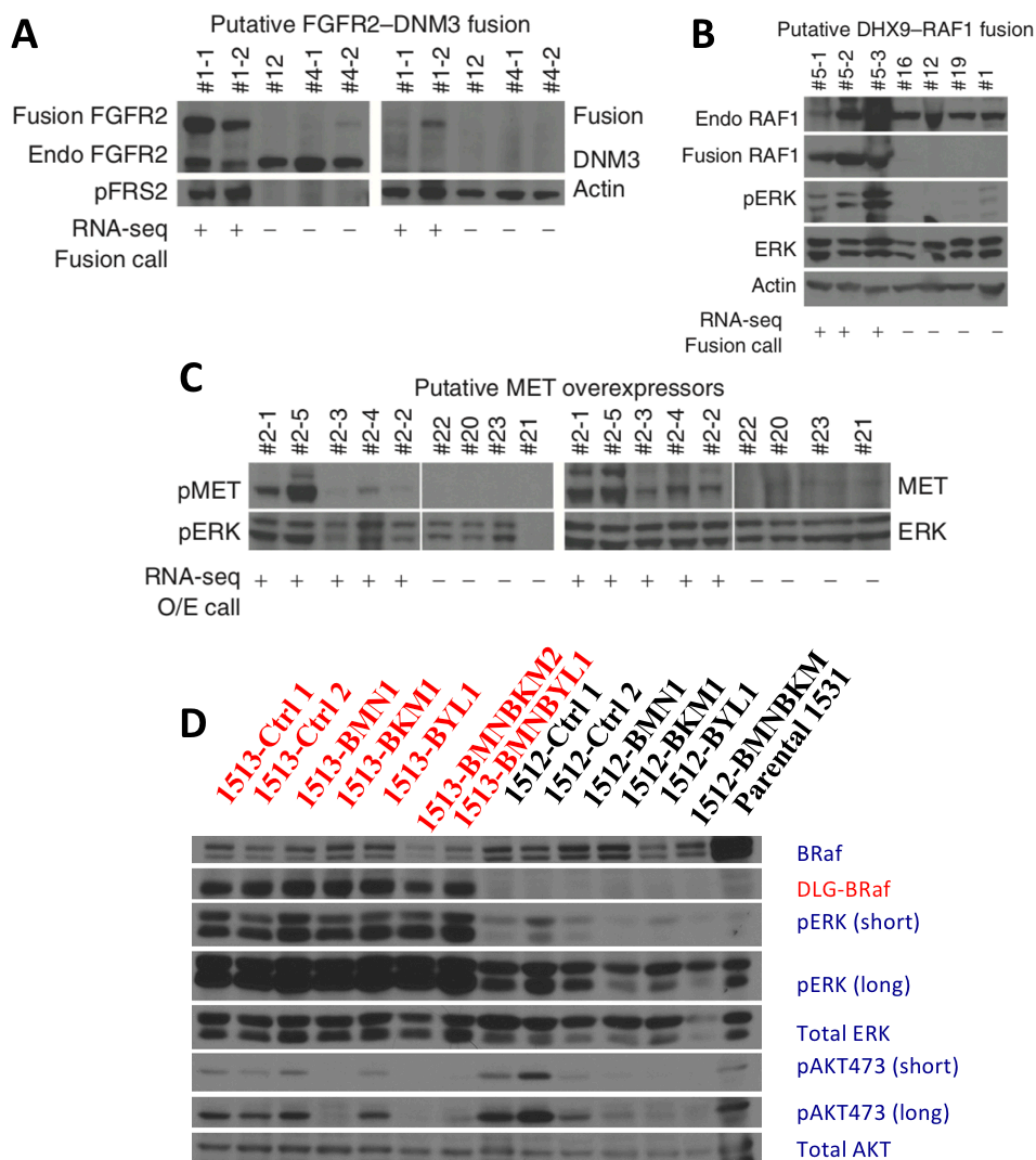 A
Putative FGFR2–DNM3 fusion
#1-1 #1-2 #12 #4-1 #4-2 #1-1 #1-2 #12 #4-1 #4-2
Fusion FGFR2
Endo FGFR2
pFRS2
Fusion
DNM3
Actin
RNA-seq + + – – – + + – – –
Fusion call
B
Putative DHX9–RAF1 fusion
#5-1 #5-2 #5-3 #16 #12 #19 #1
Endo RAF1
Fusion RAF1
pERK
ERK
Actin
RNA-seq
Fusion call + + + – – – –
C
Putative MET overexpressors
#2-1 #2-5 #2-3 #2-4 #2-2 #22 #20 #23 #21 #2-1 #2-5 #2-3 #2-4 #2-2 #22 #20 #23 #21
pMET
pERK
MET
ERK
RNA-seq + + + + + – – – – + + + + + – – – –
O/E call
D
1513-Ctrl 1
1513-Ctrl 2
1513-BMN1
1513-BKM1
1513-BYL1
1513-BMNBKM2
1513-BMNBYL1
1512-Ctrl 1
1512-Ctrl 2
1512-BMN1
1512-BKM1
1512-BYL1
1512-BMNBKM
Parental 1531
BRaf
DLG-BRaf
pERK (short)
pERK (long)
Total ERK
pAKT473 (short)
pAKT473 (long)
Total AKT